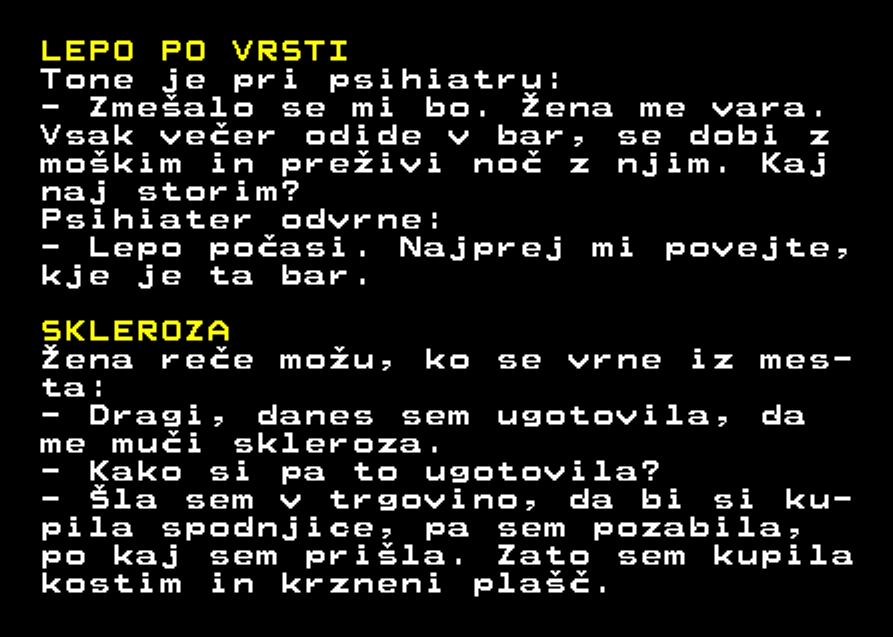 LEPO PO VRSTI
Tone je pri psihiatru:
- Zmešalo se mi bo. Žena me vara.
Vsak večer odide v bar, se dobi z
moškim in preživi noč z njim. Kaj
naj storim?
Psihiater odvrne:
- Lepo počasi. Najprej mi povejte,
kje je ta bar.
SKLEROZA
Žena reče možu, ko se vrne iz mes-
ta:
- Dragi, danes sem ugotovila, da
me muči skleroza.
- Kako si pa to ugotovila?
- Šla sem v trgovino, da bi si ku-
pila spodnjice, pa sem pozabila,
po kaj sem prišla. Zato sem kupila
kostim in krzneni plašč.